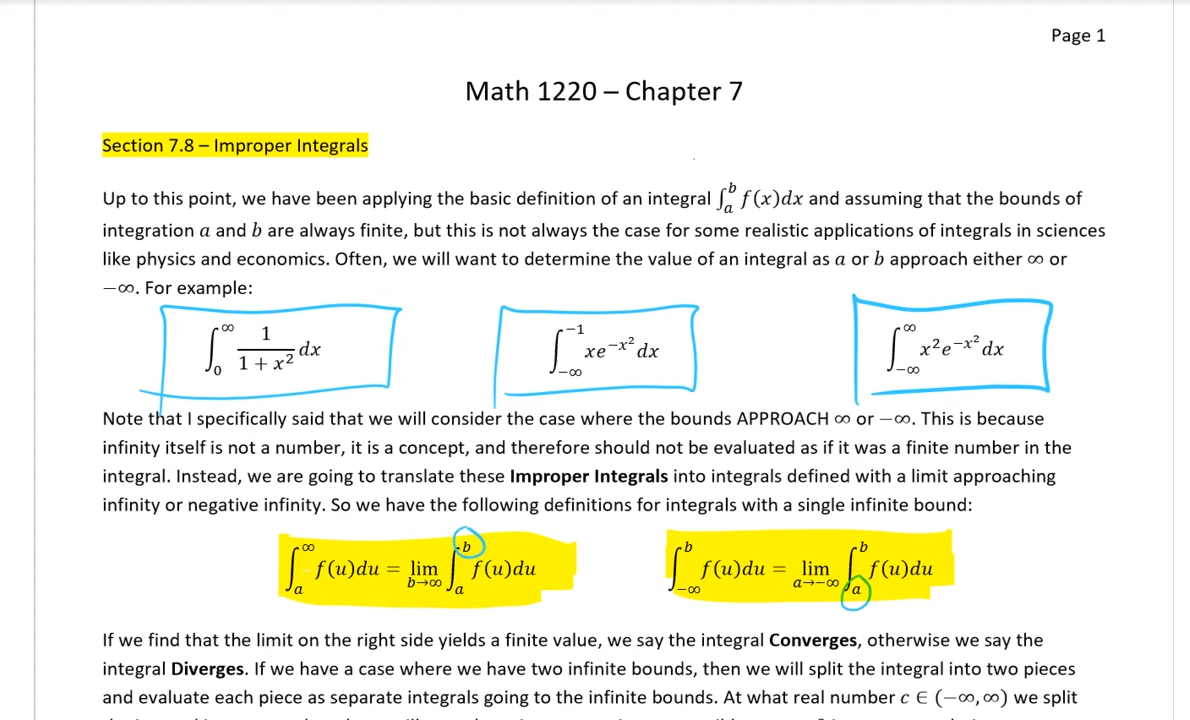 Page 1
Math 1220 – Chapter 7
Section 7.8 – Improper Integrals
Up to this point, we have been applying the basic definition of an integral ∫_a^b f(x)dx and assuming that the bounds of
integration a and b are always finite, but this is not always the case for some realistic applications of integrals in sciences
like physics and economics. Often, we will want to determine the value of an integral as a or b approach either ∞ or
−∞. For example:
∫_0^∞ 1/(1 + x²) dx    ∫_{−∞}^{−1} xe^{−x²} dx    ∫_{−∞}^∞ x²e^{−x²} dx
Note that I specifically said that we will consider the case where the bounds APPROACH ∞ or −∞. This is because
infinity itself is not a number, it is a concept, and therefore should not be evaluated as if it was a finite number in the
integral. Instead, we are going to translate these Improper Integrals into integrals defined with a limit approaching
infinity or negative infinity. So we have the following definitions for integrals with a single infinite bound:
∫_a^∞ f(u)du = lim_{b→∞} ∫_a^b f(u)du    ∫_{−∞}^b f(u)du = lim_{a→−∞} ∫_a^b f(u)du
If we find that the limit on the right side yields a finite value, we say the integral Converges, otherwise we say the
integral Diverges. If we have a case where we have two infinite bounds, then we will split the integral into two pieces
and evaluate each piece as separate integrals going to the infinite bounds. At what real number c ∈ (−∞, ∞) we split